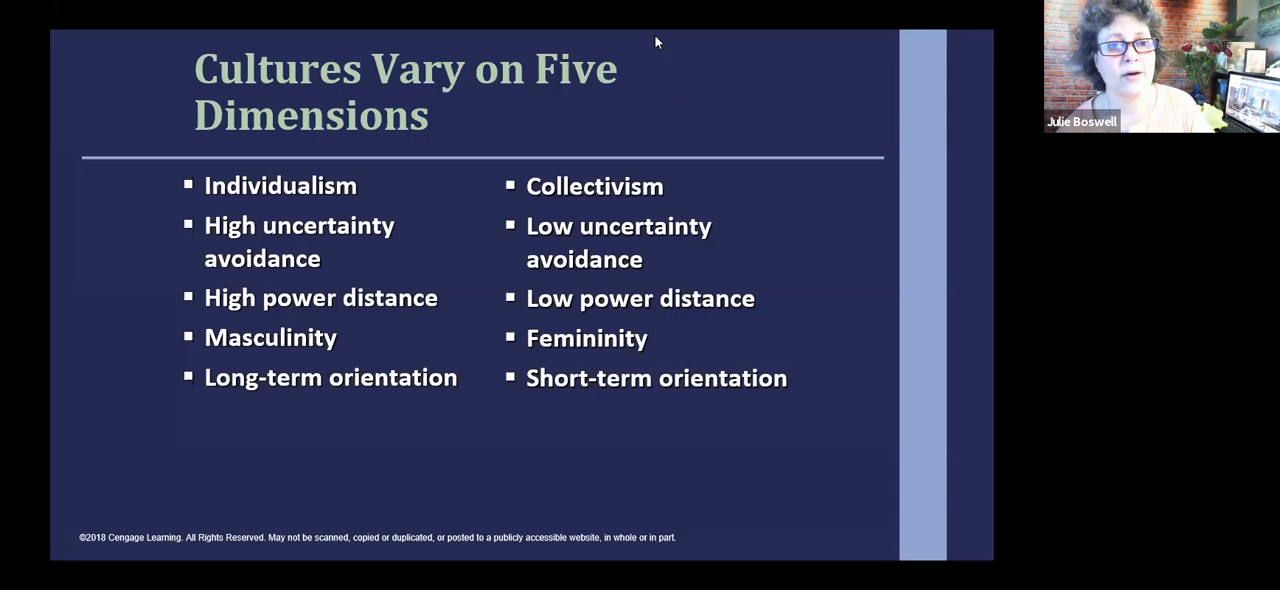 Cultures Vary on Five
Dimensions
Individualism
High uncertainty
avoidance
High power distance
Masculinity
Long-term orientation
Collectivism
Low uncertainty
avoidance
Low power distance
Femininity
Short-term orientation
©2018 Cengage Learning. All Rights Reserved. May not be scanned, copied or duplicated, or posted to a publicly accessible website, in whole or in part.
Julie Boswell